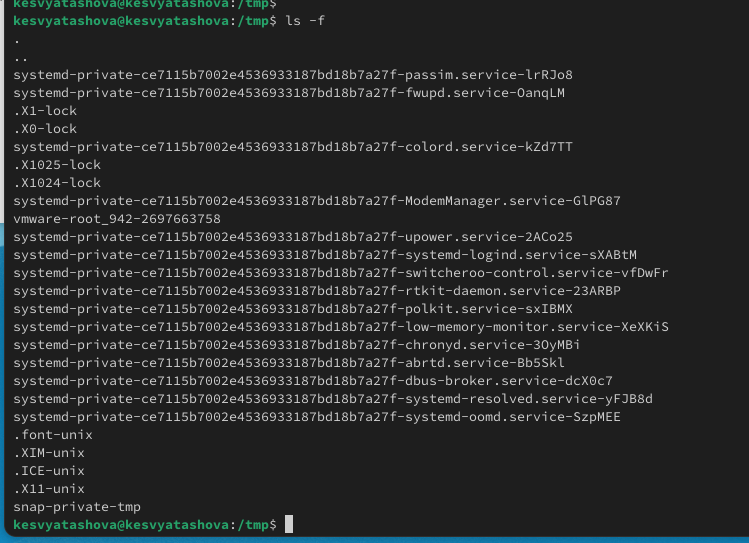 kesvyatashova@kesvyatashova:/tmp$
kesvyatashova@kesvyatashova:/tmp$ ls -f
.
..
systemd-private-ce7115b7002e4536933187bd18b7a27f-passim.service-lrRJo8
systemd-private-ce7115b7002e4536933187bd18b7a27f-fwupd.service-OanqLM
.X1-lock
.X0-lock
systemd-private-ce7115b7002e4536933187bd18b7a27f-colord.service-kZd7TT
.X1025-lock
.X1024-lock
systemd-private-ce7115b7002e4536933187bd18b7a27f-ModemManager.service-GlPG87
vmware-root_942-2697663758
systemd-private-ce7115b7002e4536933187bd18b7a27f-upower.service-2ACo25
systemd-private-ce7115b7002e4536933187bd18b7a27f-systemd-logind.service-sXABtM
systemd-private-ce7115b7002e4536933187bd18b7a27f-switcheroo-control.service-vfDwFr
systemd-private-ce7115b7002e4536933187bd18b7a27f-rtkit-daemon.service-23ARBP
systemd-private-ce7115b7002e4536933187bd18b7a27f-polkit.service-sxIBMX
systemd-private-ce7115b7002e4536933187bd18b7a27f-low-memory-monitor.service-XeXKiS
systemd-private-ce7115b7002e4536933187bd18b7a27f-chronyd.service-3OyMBi
systemd-private-ce7115b7002e4536933187bd18b7a27f-abrtd.service-Bb5Skl
systemd-private-ce7115b7002e4536933187bd18b7a27f-dbus-broker.service-dcX0c7
systemd-private-ce7115b7002e4536933187bd18b7a27f-systemd-resolved.service-yFJB8d
systemd-private-ce7115b7002e4536933187bd18b7a27f-systemd-oomd.service-SzpMEE
.font-unix
.XIM-unix
.ICE-unix
.X11-unix
snap-private-tmp
kesvyatashova@kesvyatashova:/tmp$